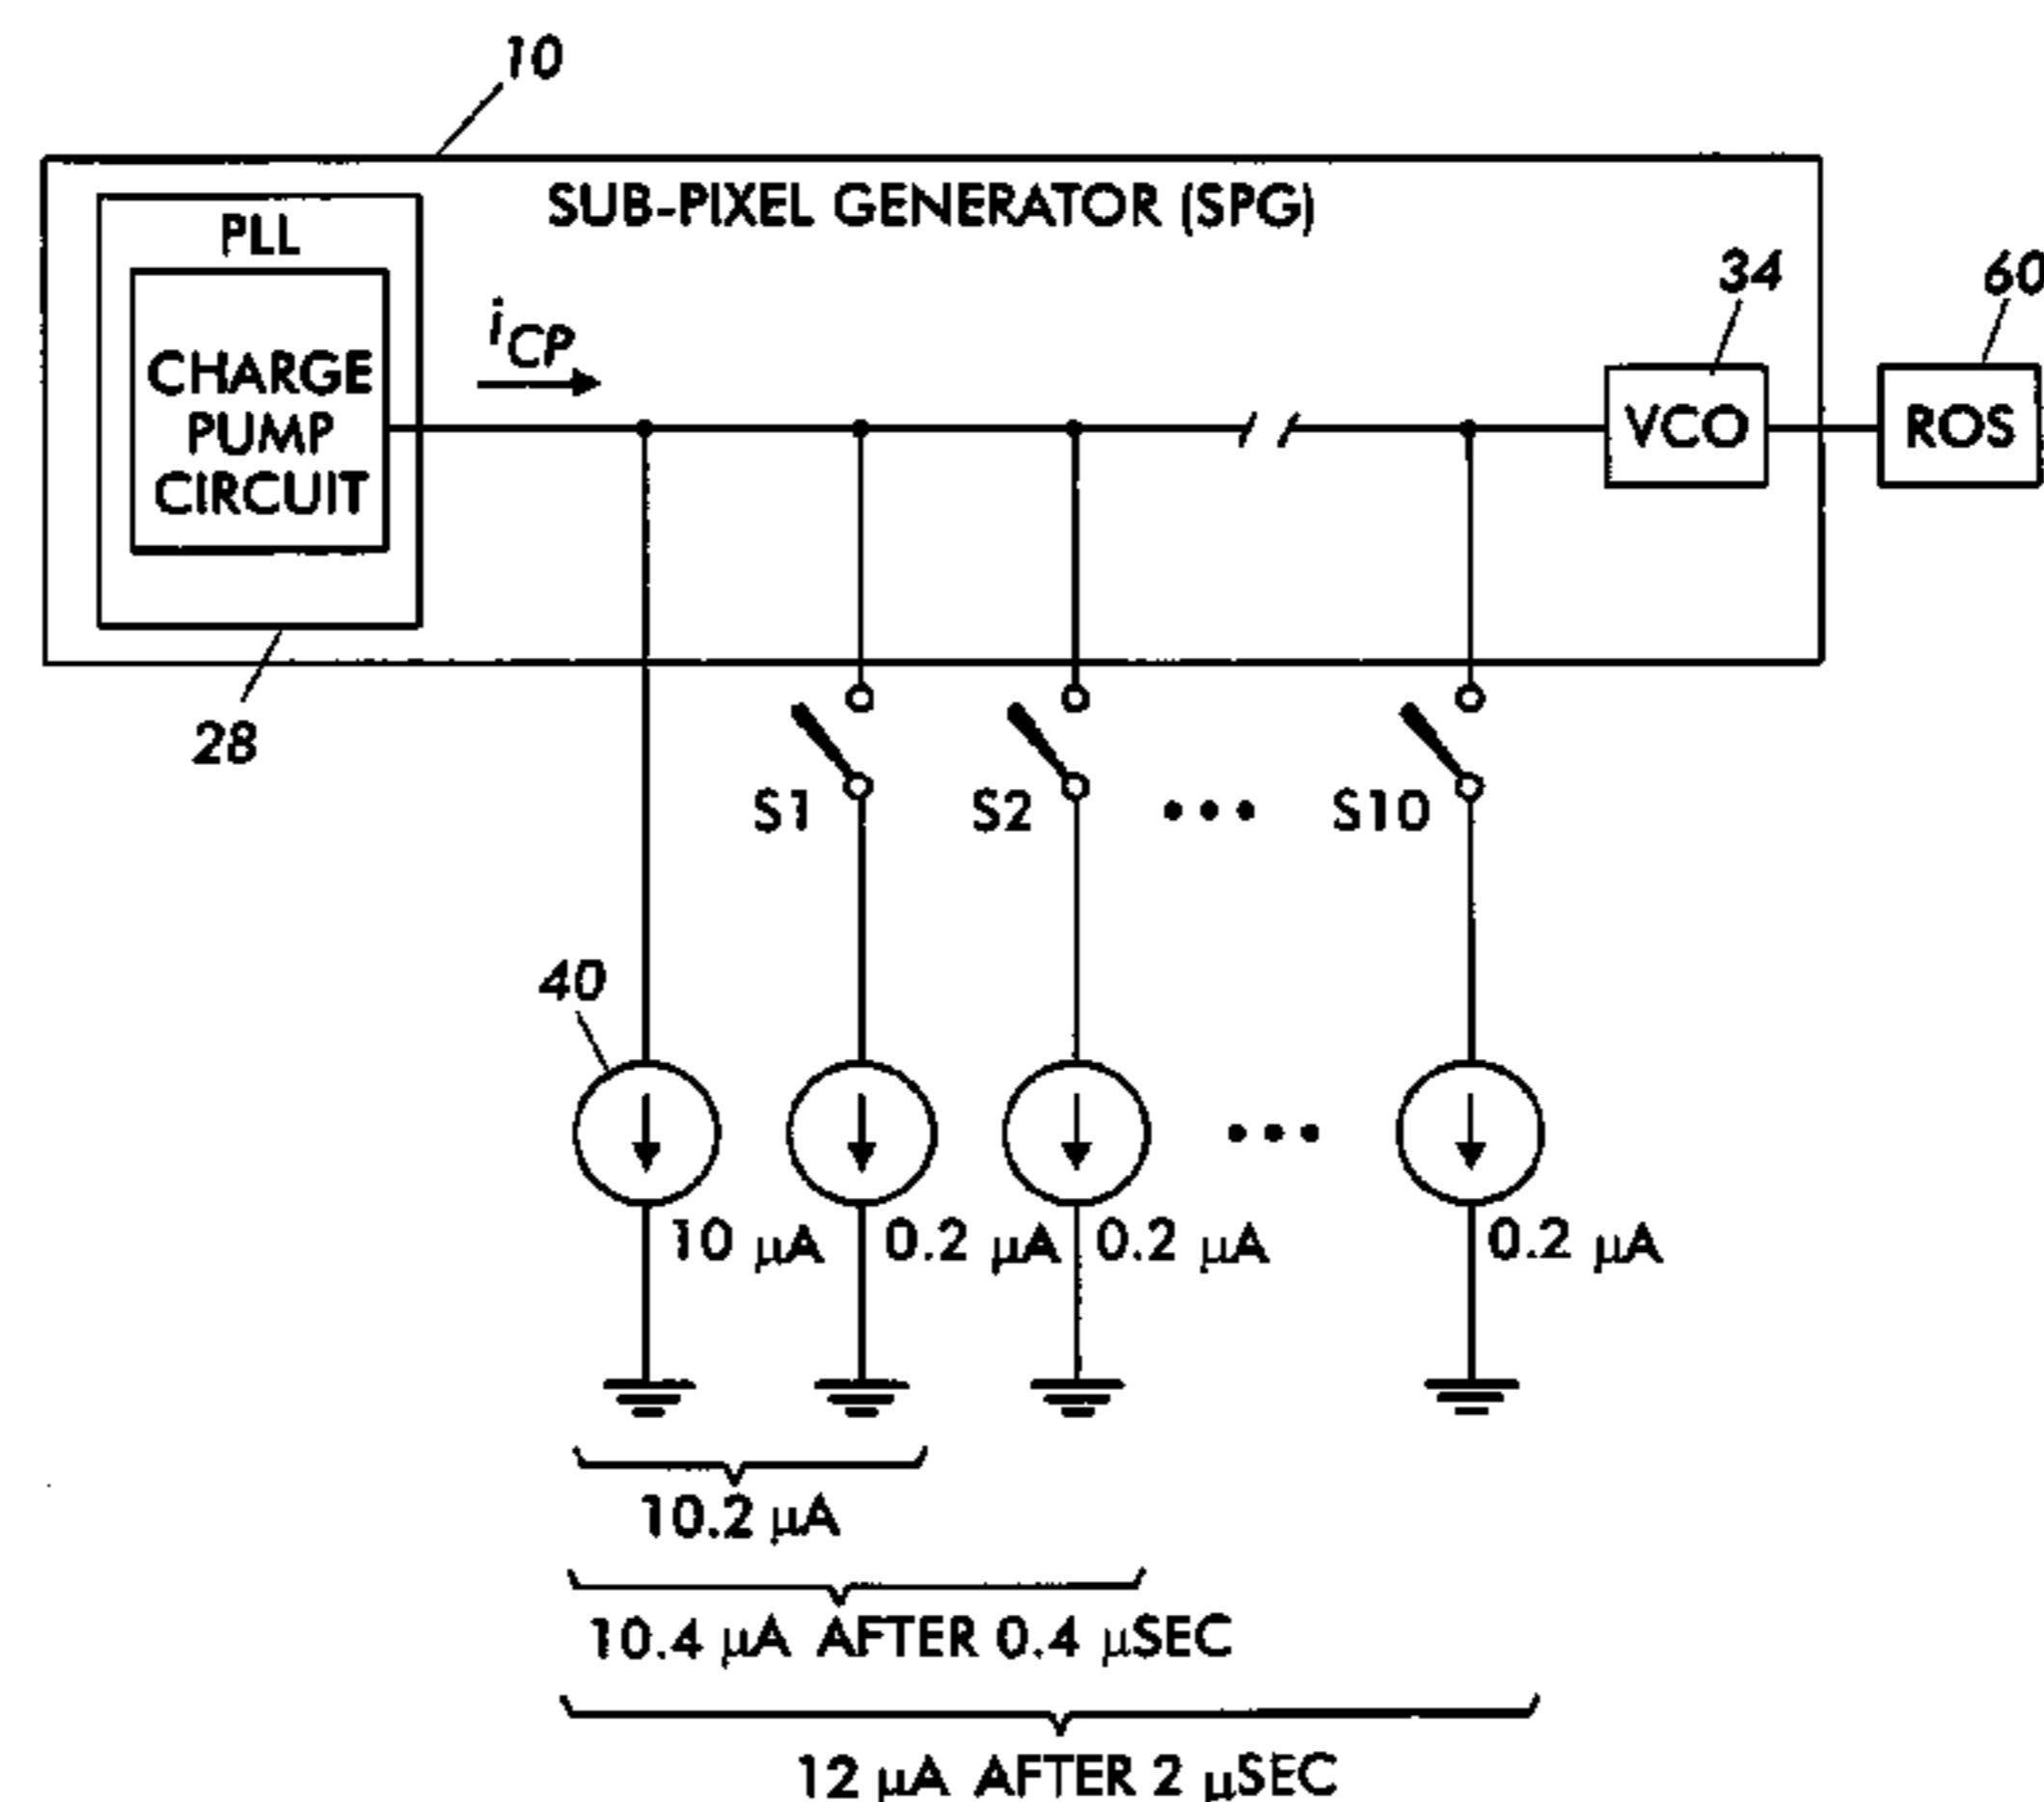 10
SUB-PIXEL GENERATOR (SPG)
PLL
CHARGE
PUMP
CIRCUIT
iCP
34
60
VCO
ROS
28
S1
S2
S10
40
10 μA
0.2 μA
0.2 μA
0.2 μA
10.2 μA
10.4 μA AFTER 0.4 μSEC
12 μA AFTER 2 μSEC